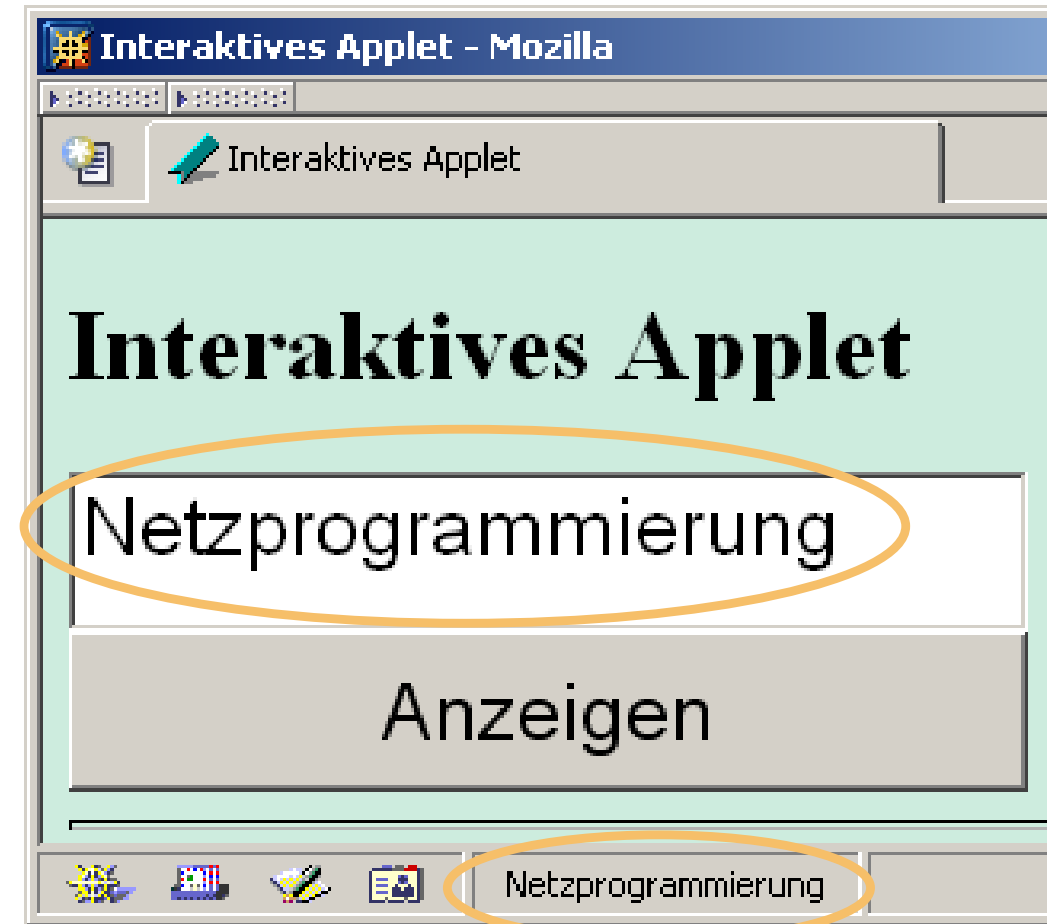 Interaktives Applet - Mozilla
Interaktives Applet
Interaktives Applet
Netzprogrammierung
Anzeigen
Netzprogrammierung